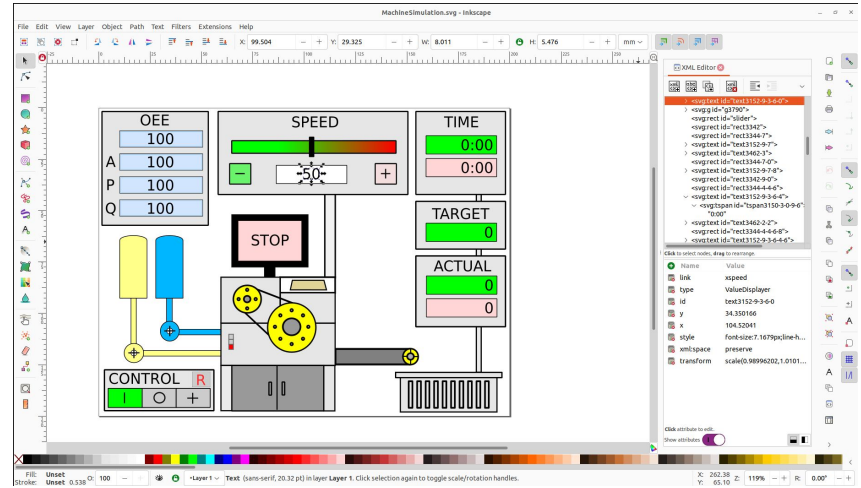 MachineSimulation.svg - Inkscape
File Edit View Layer Object Path Text Filters Extensions Help
X: 99.504 - + Y: 29.325 - + W: 8.011 - + H: 5.476 - + mm
OEE
100
A 100
P 100
Q 100
SPEED
- 50 +
TIME
0:00
0:00
TARGET
0
ACTUAL
0
0
STOP
CONTROL R
I O +
XML Editor
<svg:text id="text3152-9-3-6-0">
<svg:g id="g3790">
<svg:rect id="slider">
<svg:rect id="rect3342">
<svg:rect id="rect3344-7">
<svg:text id="text3152-9-7">
<svg:text id="text3462-3">
<svg:rect id="rect3344-7-0">
<svg:text id="text3152-9-7-8">
<svg:rect id="rect3342-9-0">
<svg:rect id="rect3344-4-4-6">
<svg:text id="text3152-9-3-6-4">
<svg:tspan id="tspan3150-3-0-9-6"
"0:00"
<svg:text id="text3462-2-2">
<svg:rect id="rect3344-4-4-6-8">
<svg:text id="text3152-9-3-6-4-6">
Click to select nodes, drag to rearrange.
Name Value
link xspeed
type ValueDisplayer
id text3152-9-3-6-0
y 34.350166
x 104.52041
style font-size:7.1679px;line-h...
xml:space preserve
transform scale(0.98996202,1.0101...
Click attribute to edit.
Show attributes
Fill: Unset
Stroke: Unset 0.538
O: 100 - +
•Layer 1
Text (sans-serif, 20.32 pt) in layer Layer 1. Click selection again to toggle scale/rotation handles.
X: 262.38
Y: 65.10
Z: 119% - + R: 0.00° - +